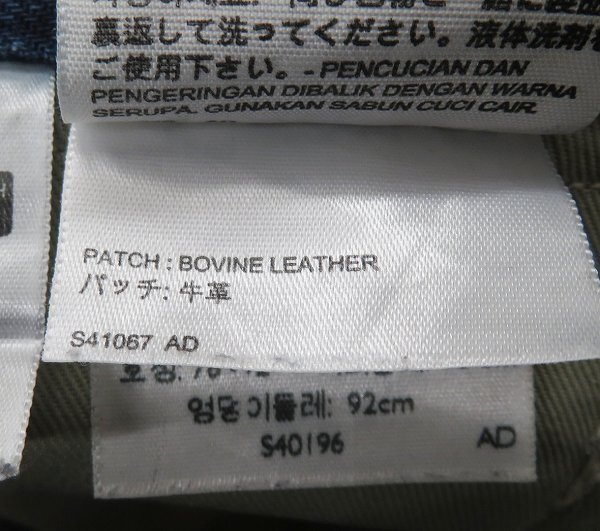 裏返して洗ってください。液体洗剤を
ご使用下さい。-PENCUCIAN DAN
PENGERINGAN DIBALIK DENGAN WARNA
SERUPA. GUNAKAN SABUN CUCI CAIR.
PATCH : BOVINE LEATHER
パッチ: 牛革
S41067 AD
엉덩이둘레: 92cm
S40196 AD